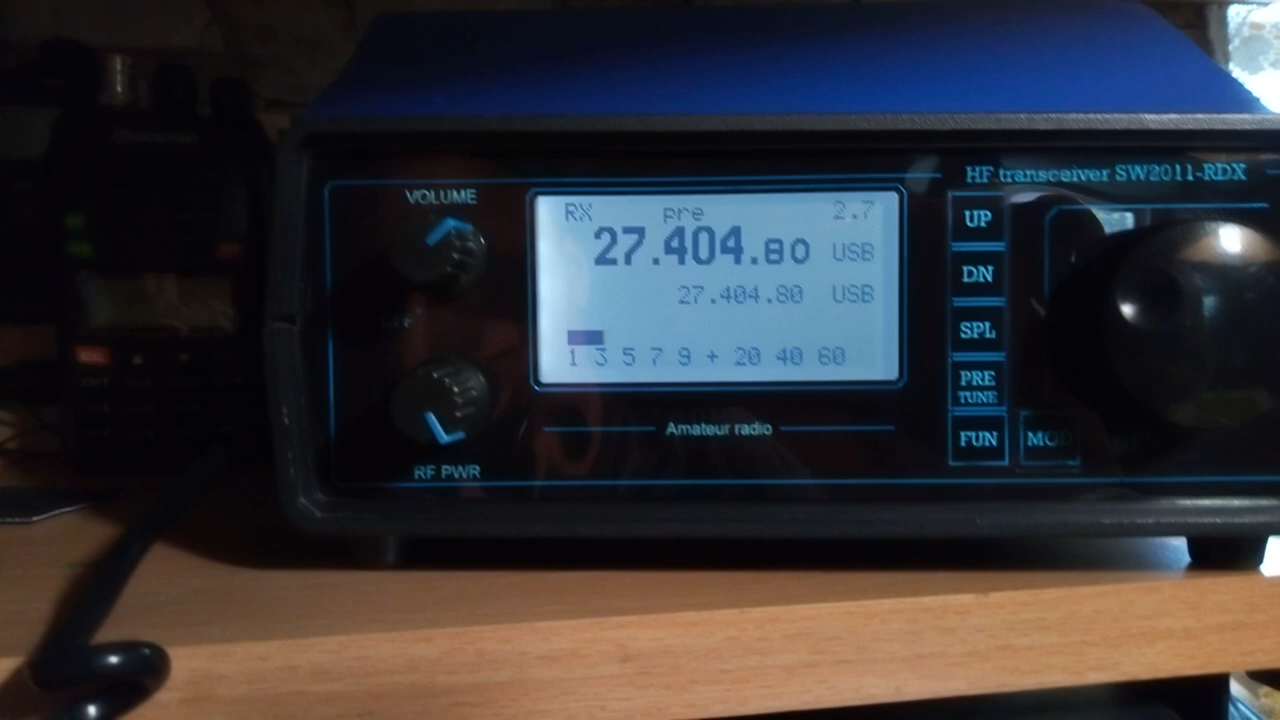 HF transceiver SW2011-RDX
VOLUME
RX pre 2.7
27.404.80 USB
27.404.80 USB
1 3 5 7 9 + 20 40 60
UP
DN
SPL
PRE
TUNE
FUN
MOD
Amateur radio
RF PWR